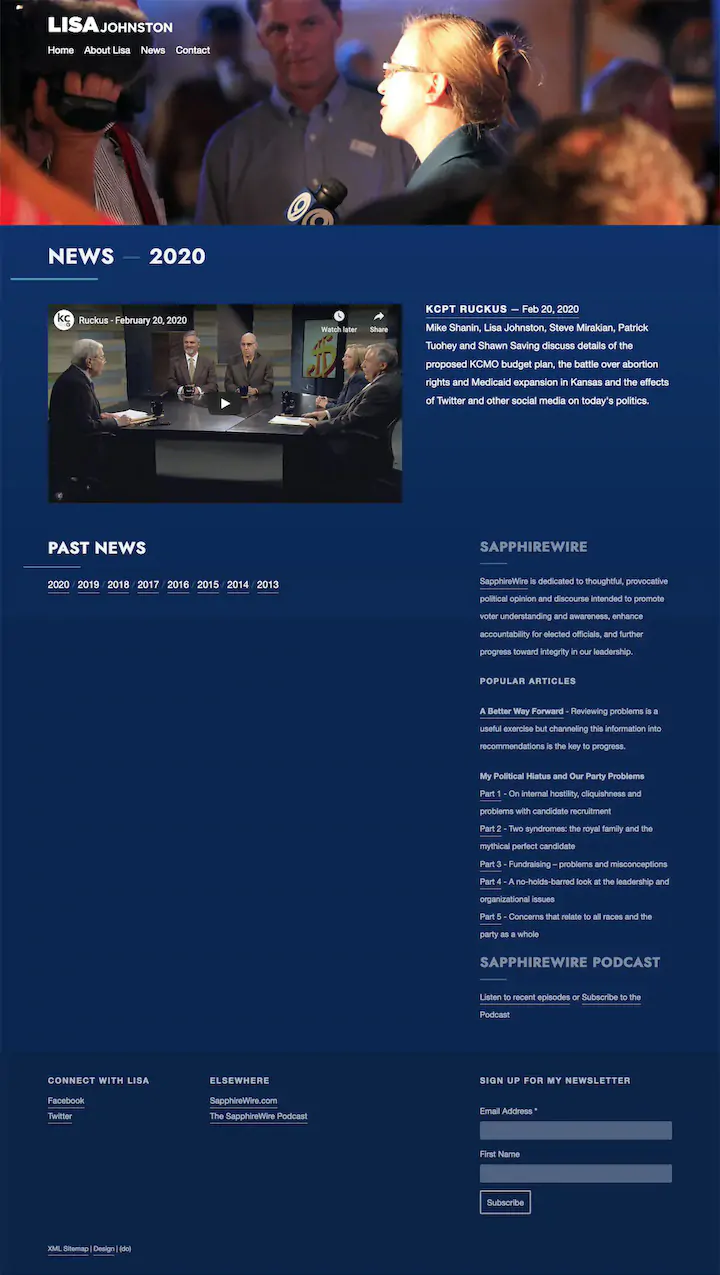 LISAJOHNSTON
Home About Lisa News Contact
NEWS — 2020
kc
Ruckus - February 20, 2020
Watch later
Share
KCPT RUCKUS — Feb 20, 2020
Mike Shanin, Lisa Johnston, Steve Mirakian, Patrick
Tuohey and Shawn Saving discuss details of the
proposed KCMO budget plan, the battle over abortion
rights and Medicaid expansion in Kansas and the effects
of Twitter and other social media on today's politics.
PAST NEWS
2020 / 2019 / 2018 / 2017 / 2016 / 2015 / 2014 / 2013
SAPPHIREWIRE
SapphireWire is dedicated to thoughtful, provocative
political opinion and discourse intended to promote
voter understanding and awareness, enhance
accountability for elected officials, and further
progress toward integrity in our leadership.
POPULAR ARTICLES
A Better Way Forward - Reviewing problems is a
useful exercise but channeling this information into
recommendations is the key to progress.
My Political Hiatus and Our Party Problems
Part 1 - On internal hostility, cliquishness and
problems with candidate recruitment
Part 2 - Two syndromes: the royal family and the
mythical perfect candidate
Part 3 - Fundraising – problems and misconceptions
Part 4 - A no-holds-barred look at the leadership and
organizational issues
Part 5 - Concerns that relate to all races and the
party as a whole
SAPPHIREWIRE PODCAST
Listen to recent episodes or Subscribe to the
Podcast
CONNECT WITH LISA
Facebook
Twitter
ELSEWHERE
SapphireWire.com
The SapphireWire Podcast
SIGN UP FOR MY NEWSLETTER
Email Address *
First Name
Subscribe
XML Sitemap | Design | {do}